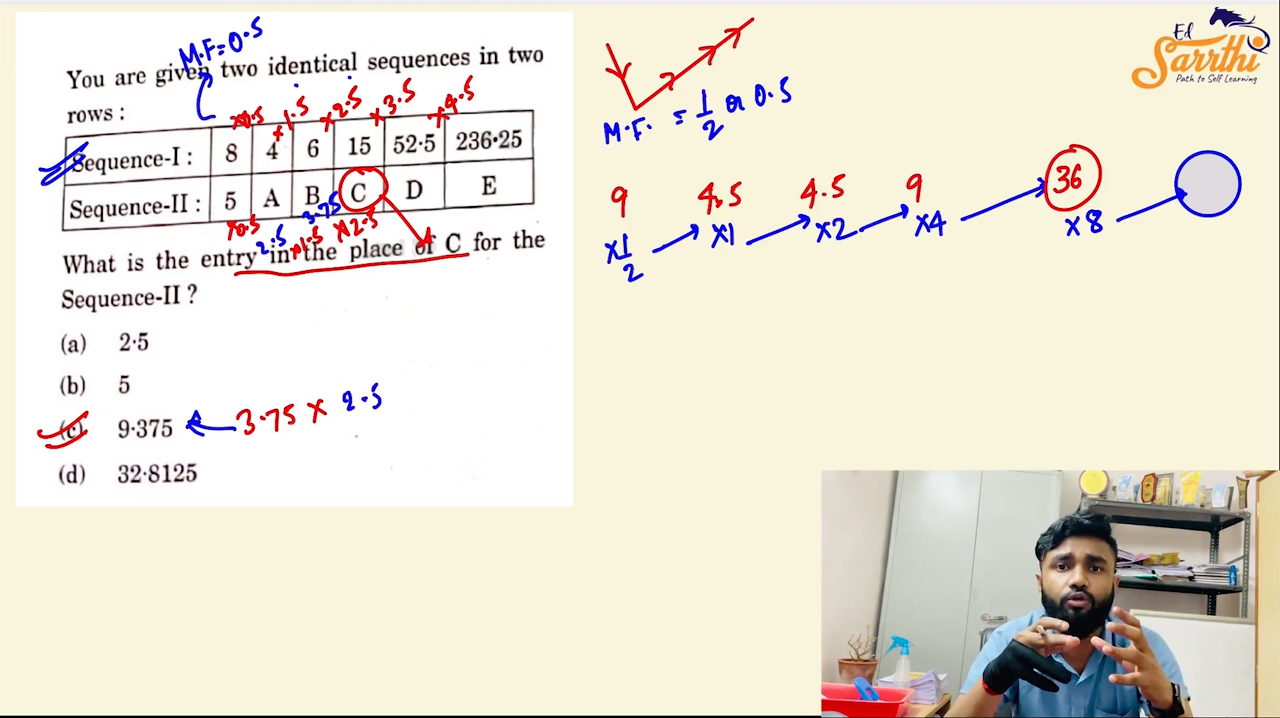 M.F = 0.5
You are given two identical sequences in two
rows :
×0.5 ×1.5 ×2.5 ×3.5 ×4.5
Sequence-I : 8 4 6 15 52·5 236·25
Sequence-II : 5 A B C D E
×0.5 2.5 ×1.5 3.75 ×2.5
What is the entry in the place of C for the
Sequence-II ?
(a) 2·5
(b) 5
(c) 9·375 3.75 × 2.5
(d) 32·8125
M.F. = 1/2 or 0.5
9 4.5 4.5 9 36
×1/2 ×1 ×2 ×4 ×8
Ed
Sarrthi
Path to Self Learning